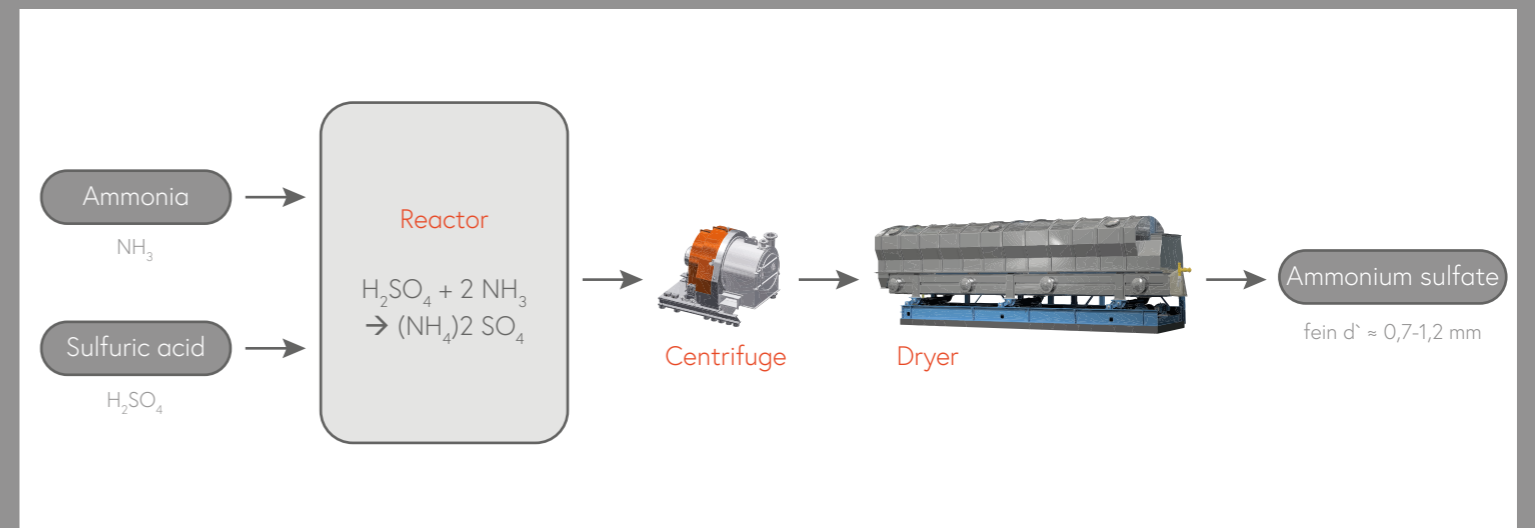 Ammonia
NH₃
Sulfuric acid
H₂SO₄
Reactor
H₂SO₄ + 2 NH₃
→ (NH₄)2 SO₄
Centrifuge
Dryer
Ammonium sulfate
fein d` ≈ 0,7-1,2 mm